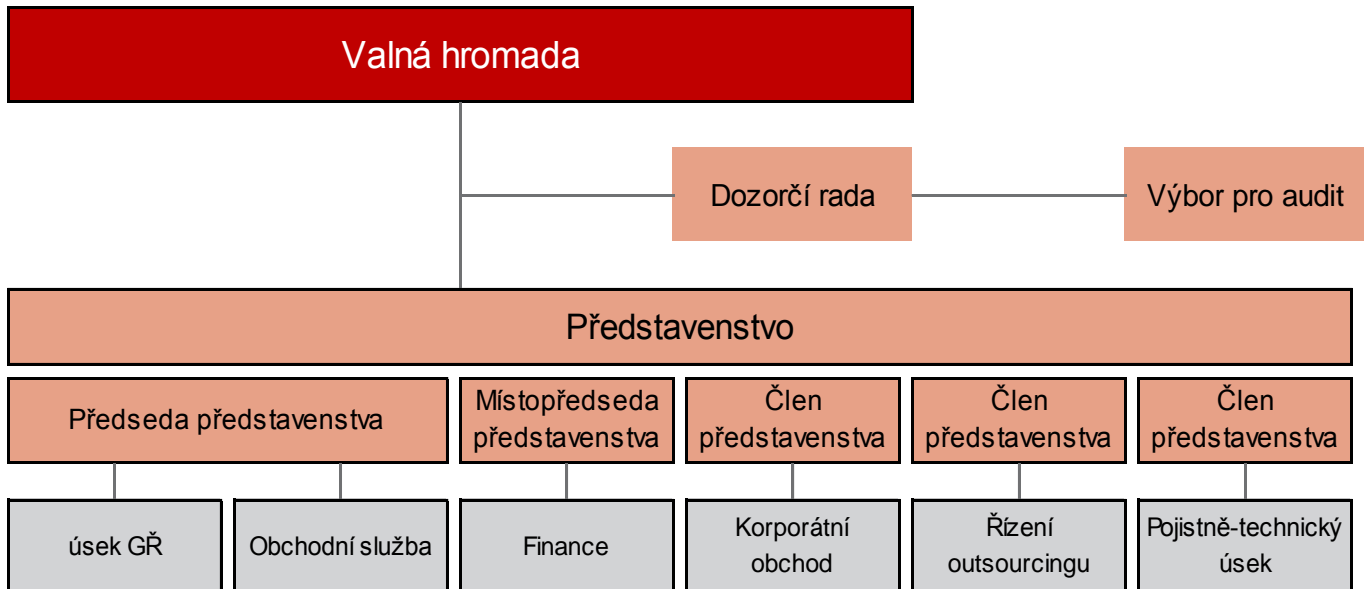 Valná hromada
Dozorčí rada
Výbor pro audit
Představenstvo
Předseda představenstva
Místopředseda
představenstva
Člen
představenstva
Člen
představenstva
Člen
představenstva
úsek GŘ
Obchodní služba
Finance
Korporátní
obchod
Řízení
outsourcingu
Pojistně-technický
úsek